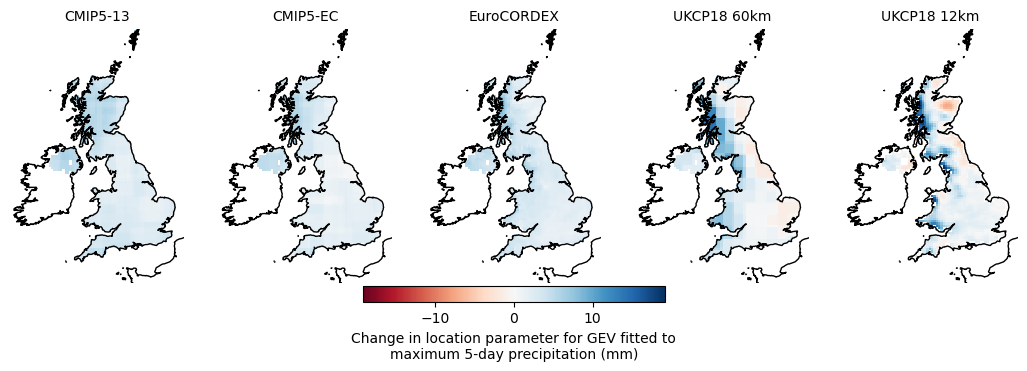 CMIP5-13 CMIP5-EC EuroCORDEX UKCP18 60km UKCP18 12km
−10 0 10
Change in location parameter for GEV fitted to
maximum 5-day precipitation (mm)